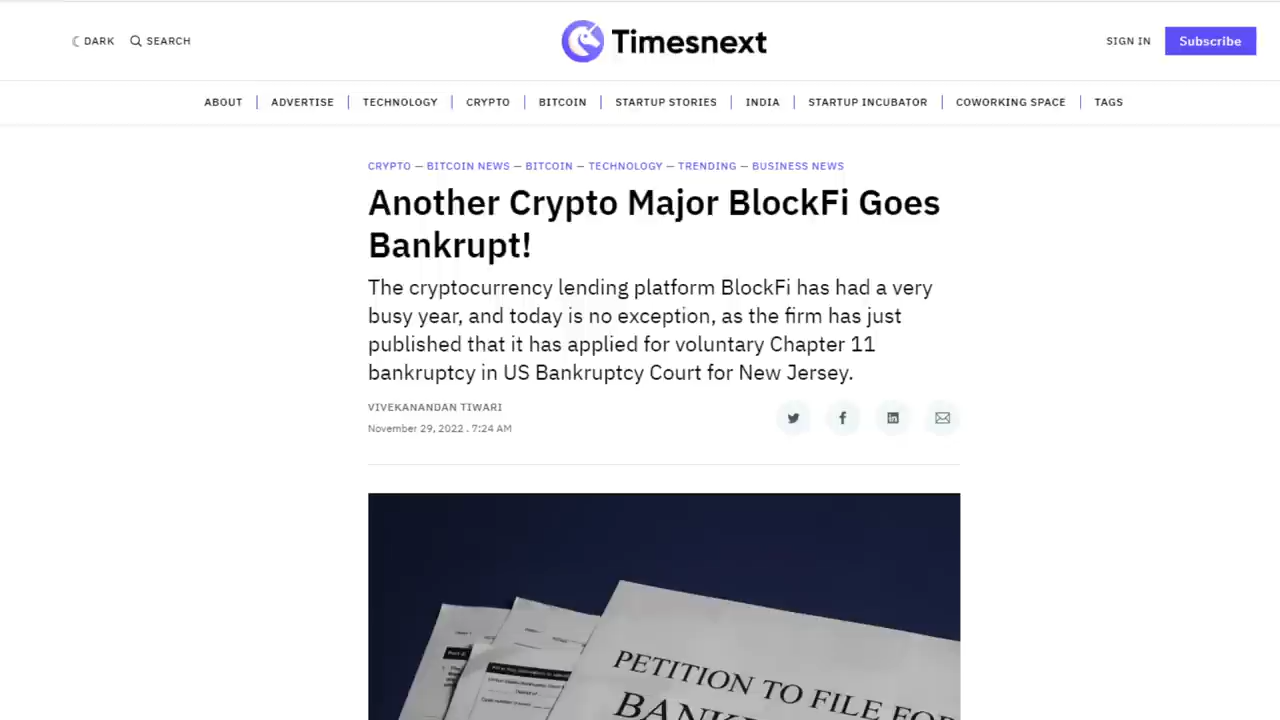 DARK
SEARCH
Timesnext
SIGN IN
Subscribe
ABOUT
ADVERTISE
TECHNOLOGY
CRYPTO
BITCOIN
STARTUP STORIES
INDIA
STARTUP INCUBATOR
COWORKING SPACE
TAGS
CRYPTO — BITCOIN NEWS — BITCOIN — TECHNOLOGY — TRENDING — BUSINESS NEWS
Another Crypto Major BlockFi Goes
Bankrupt!
The cryptocurrency lending platform BlockFi has had a very
busy year, and today is no exception, as the firm has just
published that it has applied for voluntary Chapter 11
bankruptcy in US Bankruptcy Court for New Jersey.
VIVEKANANDAN TIWARI
November 29, 2022 . 7:24 AM
PETITION TO FILE FOR